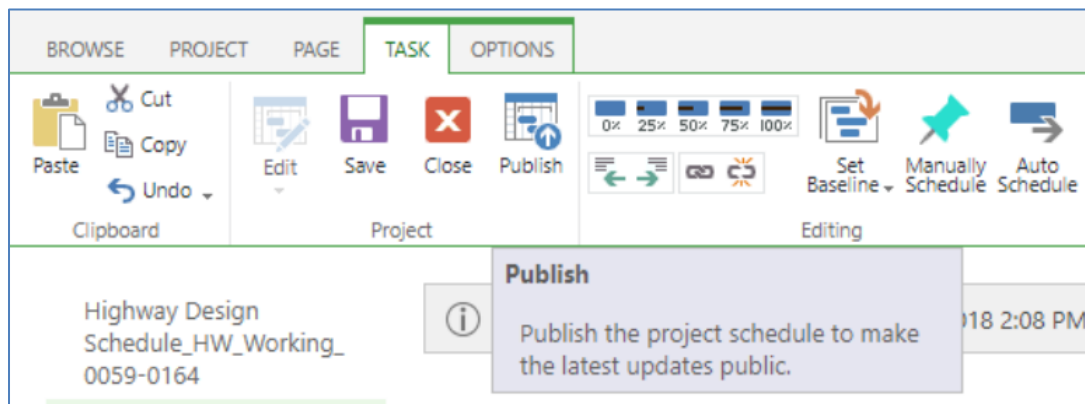 BROWSE PROJECT PAGE TASK OPTIONS
Cut
Copy
Undo
Paste
Edit Save Close Publish
0% 25% 50% 75% 100%
Set Baseline
Manually Schedule
Auto Schedule
Clipboard Project Editing
Publish
Publish the project schedule to make
the latest updates public.
Highway Design
Schedule_HW_Working_
0059-0164
2:08 PM